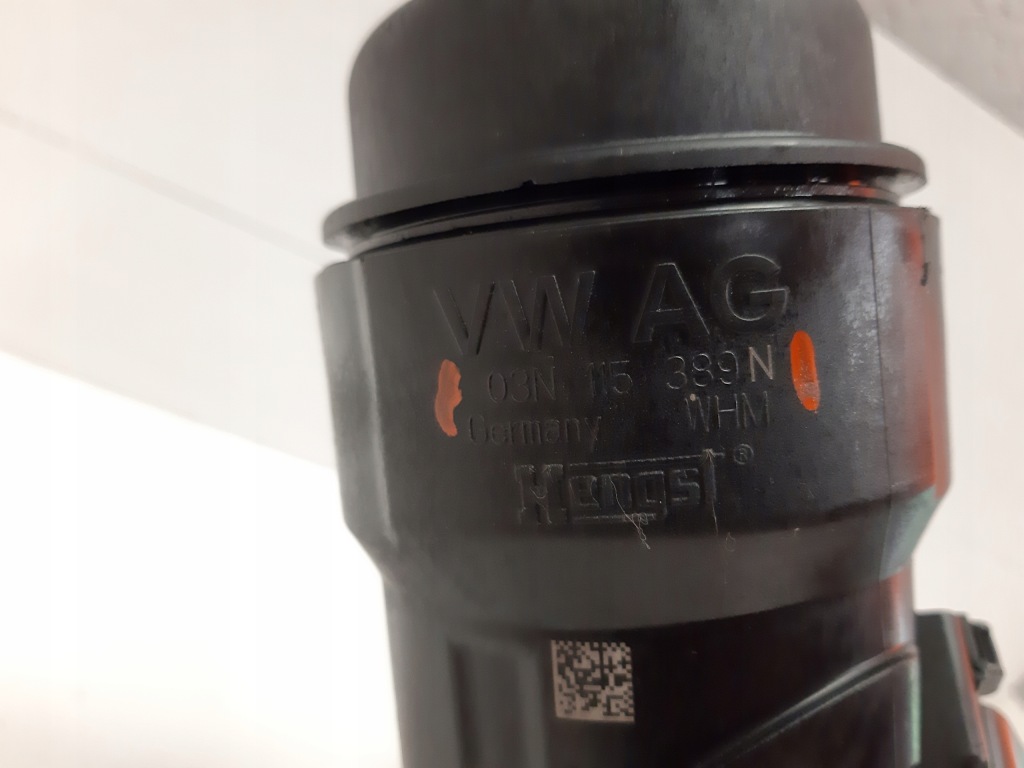 VW AG
03N 115 389 N
Germany WHM
Hengst®